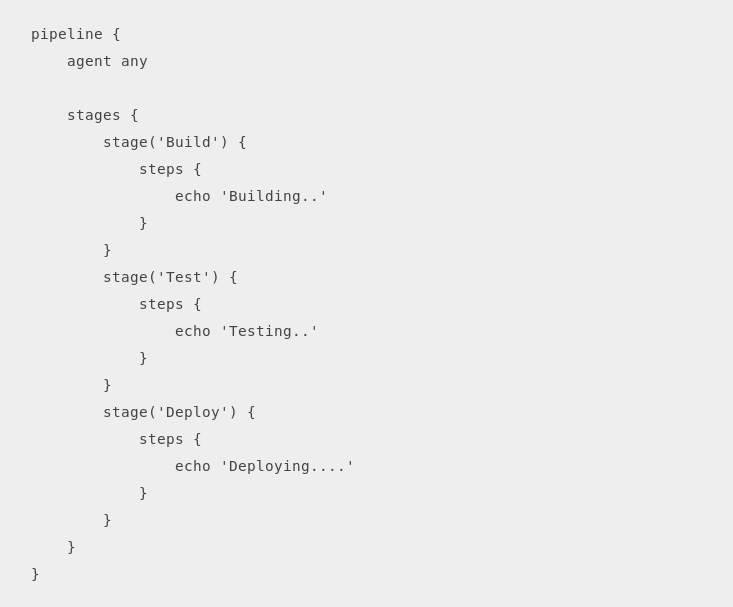 pipeline {
    agent any

    stages {
        stage('Build') {
            steps {
                echo 'Building..'
            }
        }
        stage('Test') {
            steps {
                echo 'Testing..'
            }
        }
        stage('Deploy') {
            steps {
                echo 'Deploying....'
            }
        }
    }
}